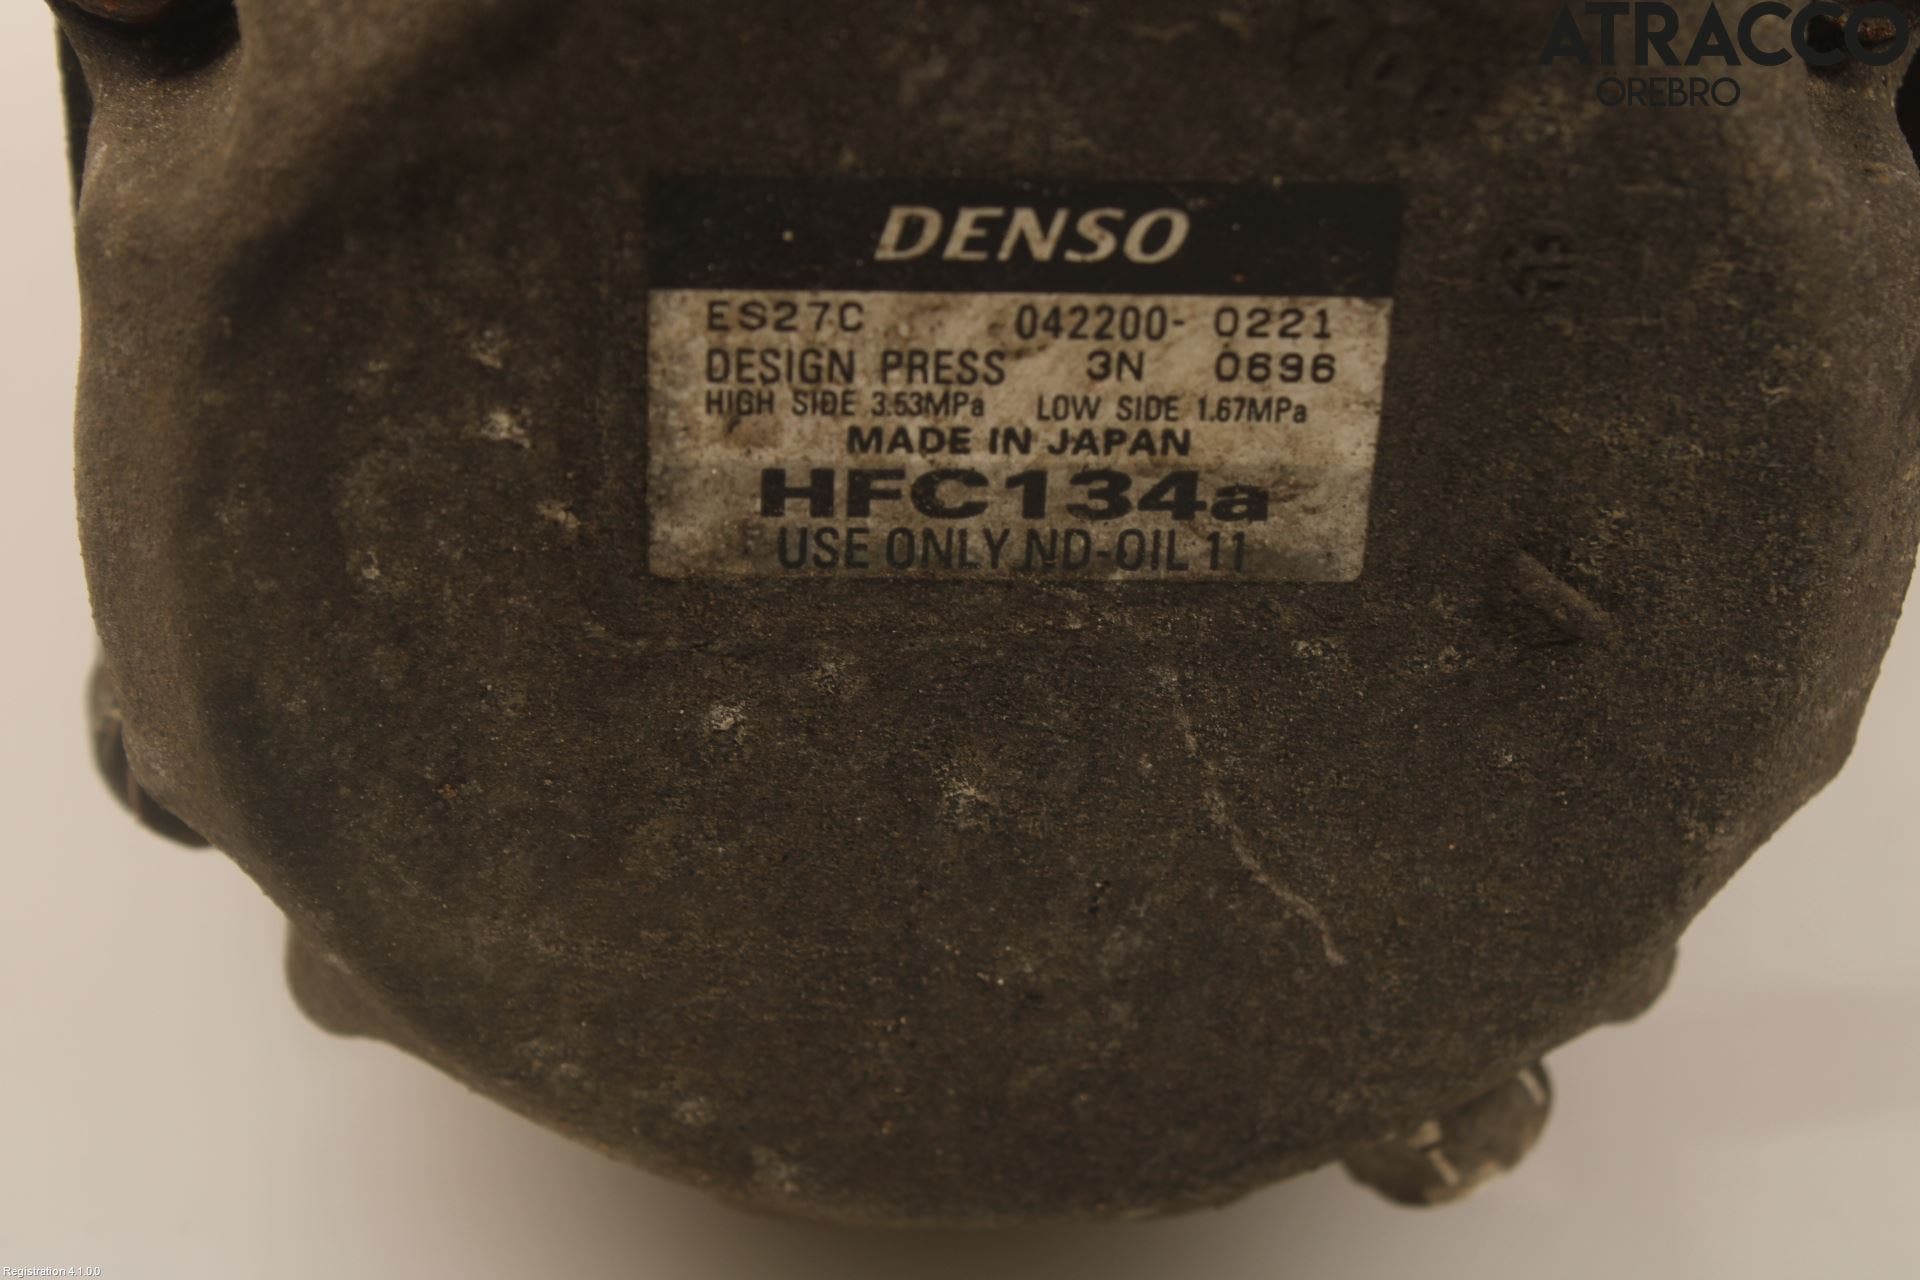 ATRACCO
ÖREBRO
DENSO
ES27C 042200- 0221
DESIGN PRESS 3N 0696
HIGH SIDE 3.53MPa LOW SIDE 1.67MPa
MADE IN JAPAN
HFC134a
USE ONLY ND-OIL 11
Registration 4.1.0.0